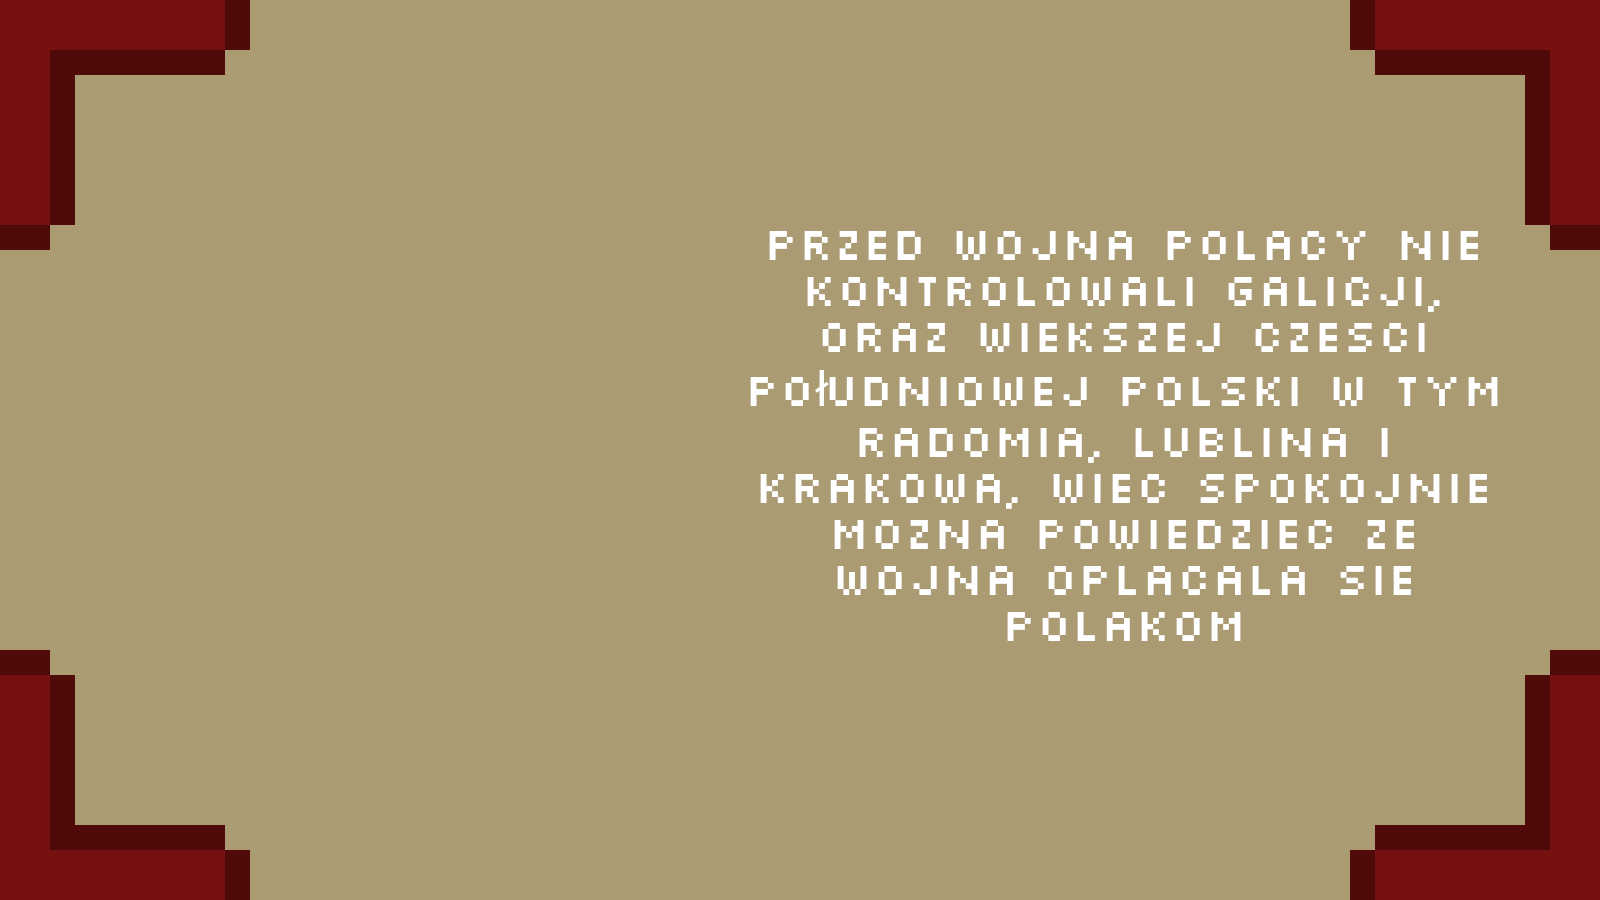 PRZED WOJNA POLACY NIE
KONTROLOWALI GALICJI,
ORAZ WIEKSZEJ CZESCI
POłUDNIOWEJ POLSKI W TYM
RADOMIA, LUBLINA I
KRAKOWA, WIEC SPOKOJNIE
MOZNA POWIEDZIEC ZE
WOJNA OPLACALA SIE
POLAKOM